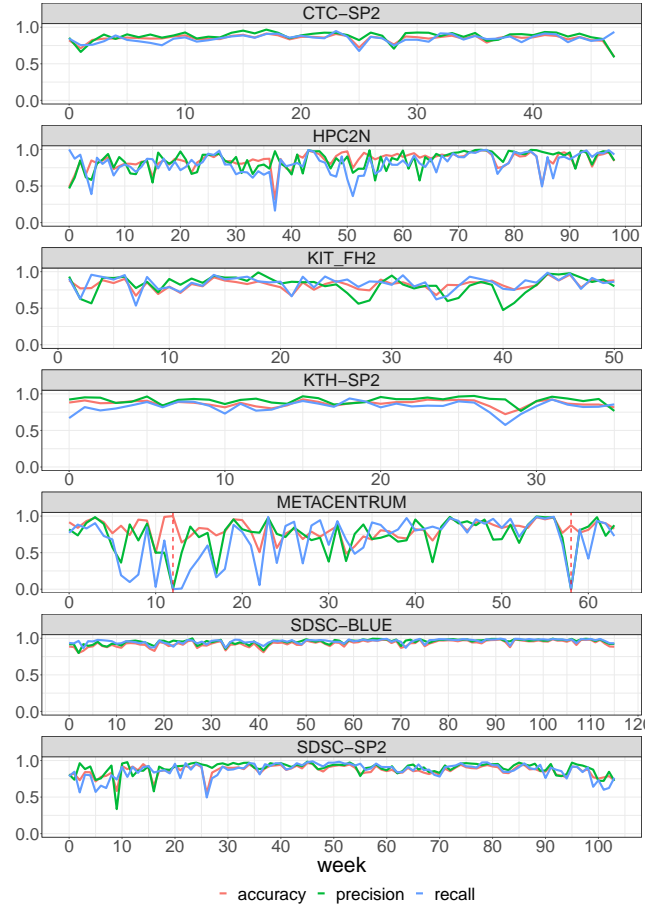 CTC−SP2
1.0
0.5
0.0
0 10 20 30 40
HPC2N
1.0
0.5
0.0
0 10 20 30 40 50 60 70 80 90 100
KIT_FH2
1.0
0.5
0.0
0 10 20 30 40 50
KTH−SP2
1.0
0.5
0.0
0 10 20 30
METACENTRUM
1.0
0.5
0.0
0 10 20 30 40 50 60
SDSC−BLUE
1.0
0.5
0.0
0 10 20 30 40 50 60 70 80 90 100 110 120
SDSC−SP2
1.0
0.5
0.0
0 10 20 30 40 50 60 70 80 90 100
week
accuracy precision recall